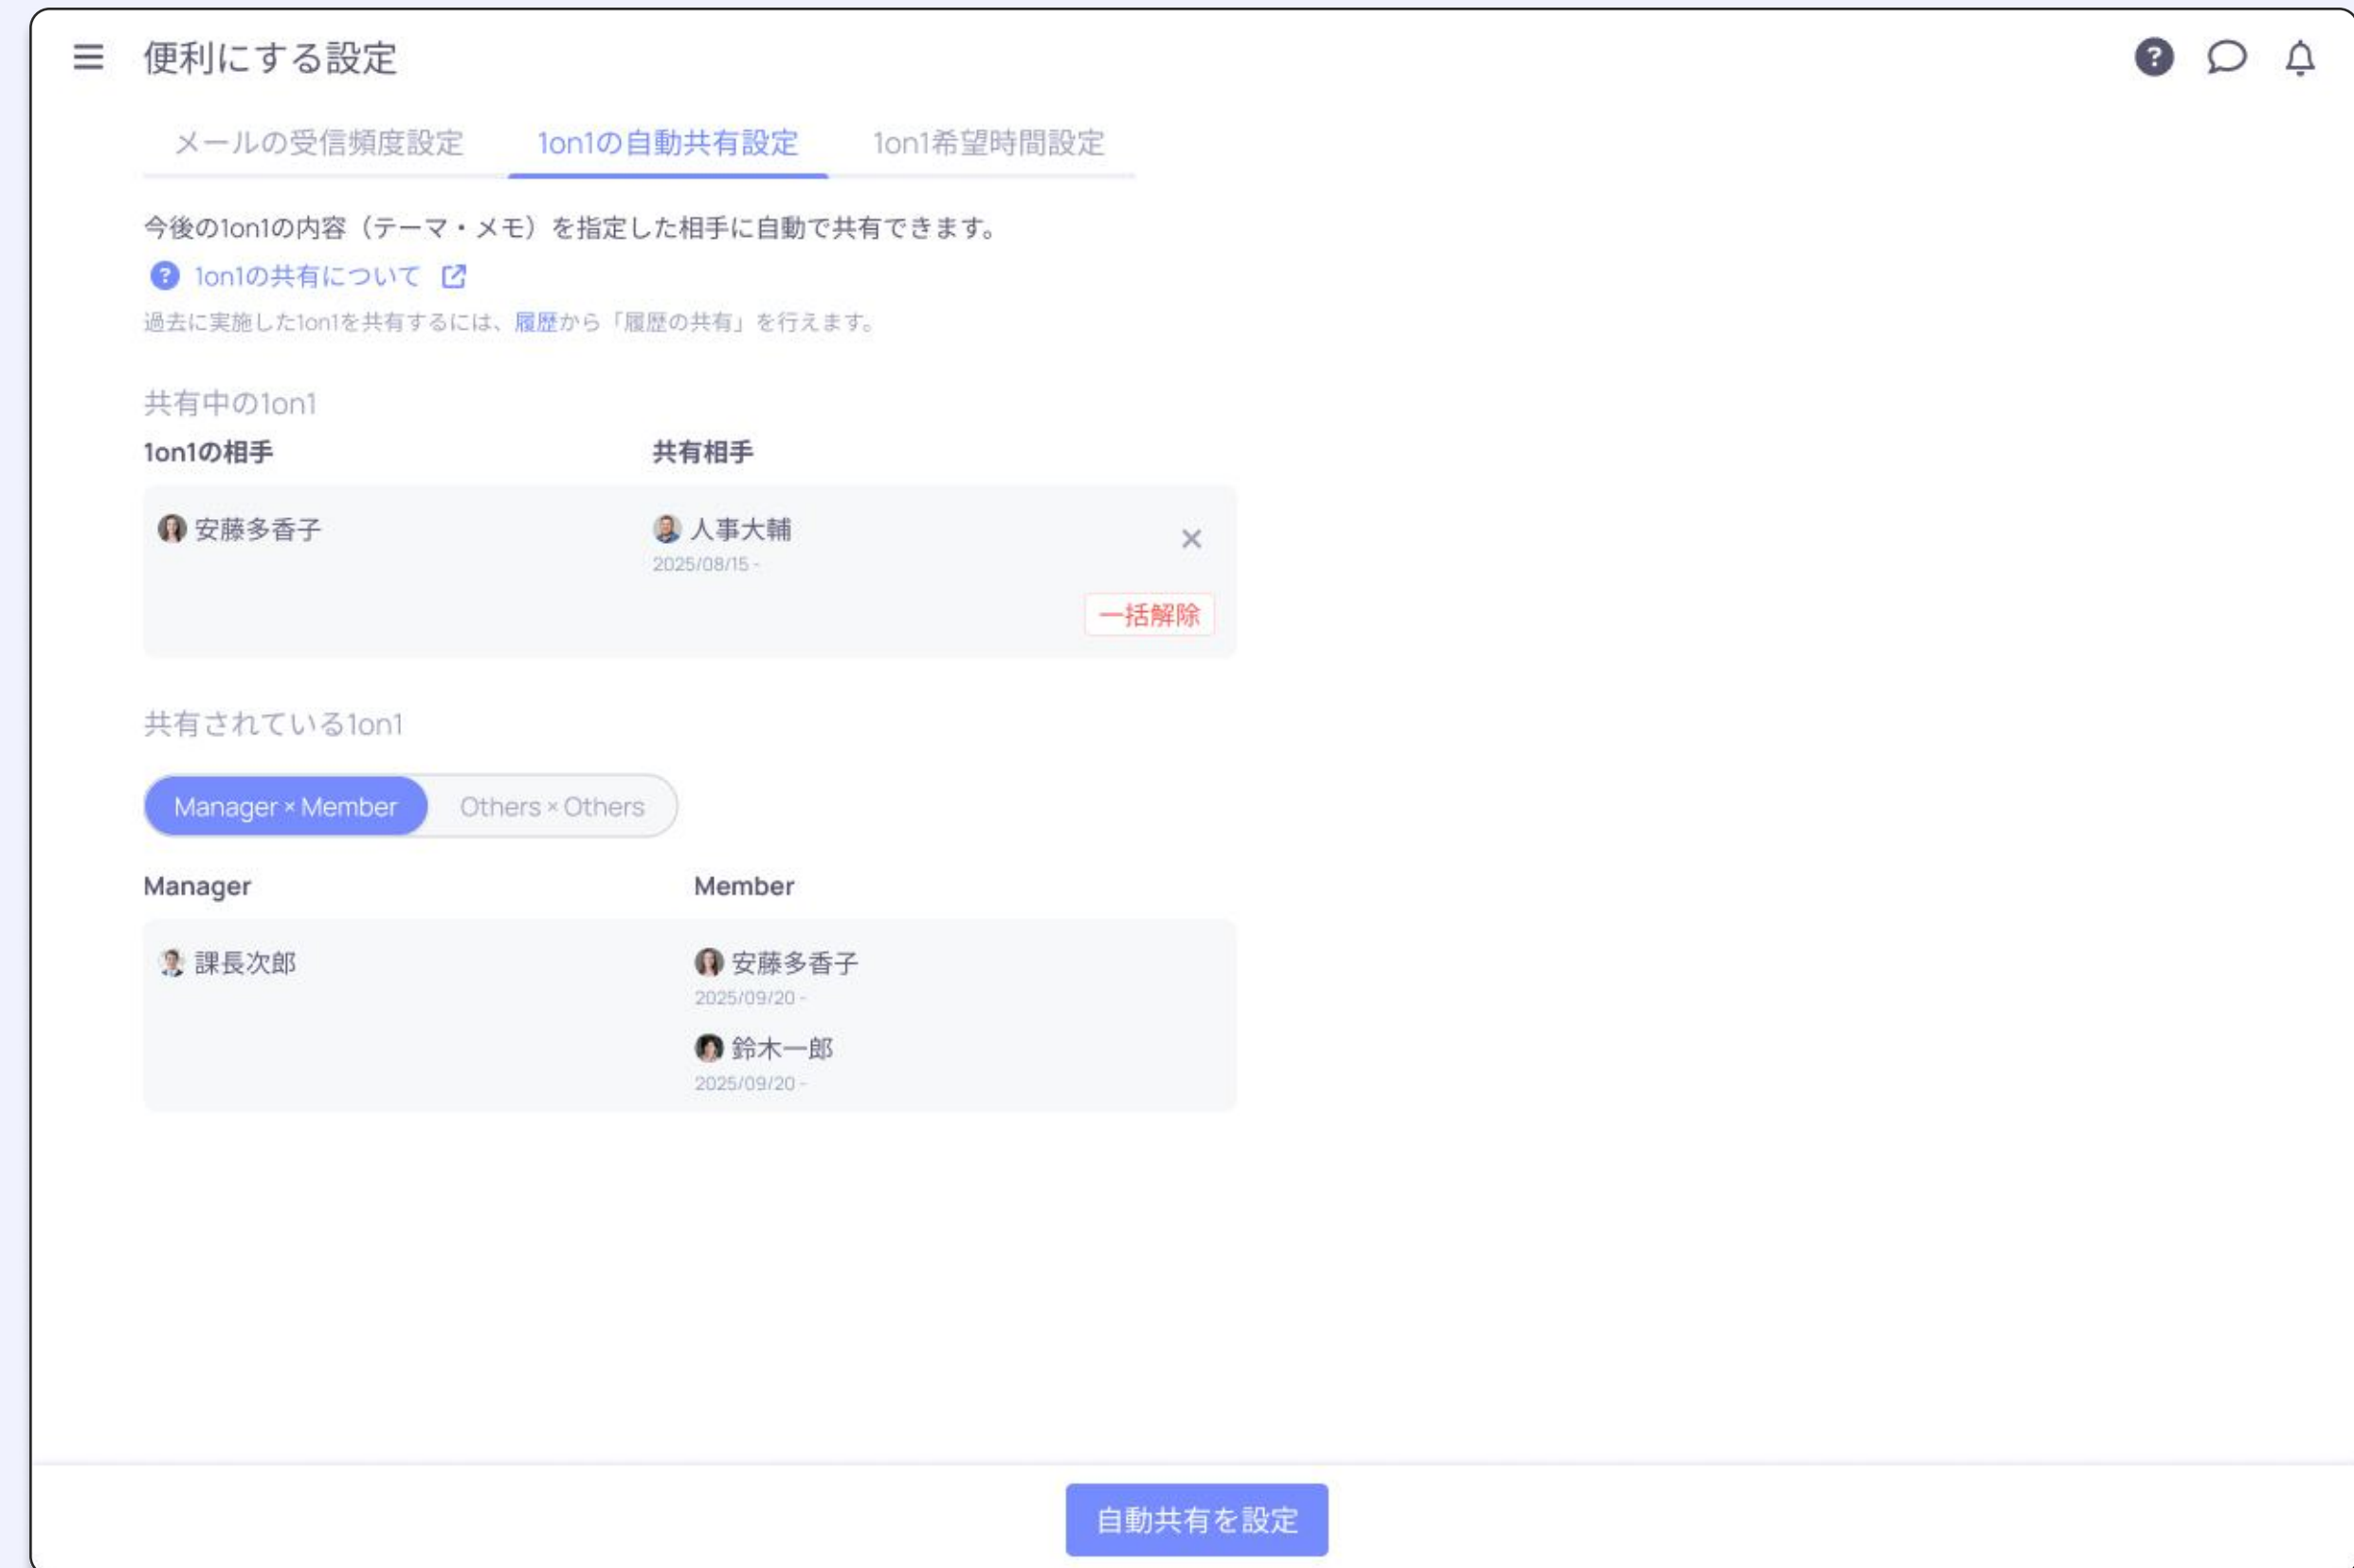 便利にする設定
メールの受信頻度設定 1on1の自動共有設定 1on1希望時間設定
今後の1on1の内容（テーマ・メモ）を指定した相手に自動で共有できます。
? 1on1の共有について
過去に実施した1on1を共有するには、履歴から「履歴の共有」を行えます。
共有中の1on1
1on1の相手 共有相手
安藤多香子 人事大輔
2025/08/15 -
一括解除
共有されている1on1
Manager × Member Others × Others
Manager Member
課長次郎 安藤多香子
2025/09/20 -
鈴木一郎
2025/09/20 -
自動共有を設定